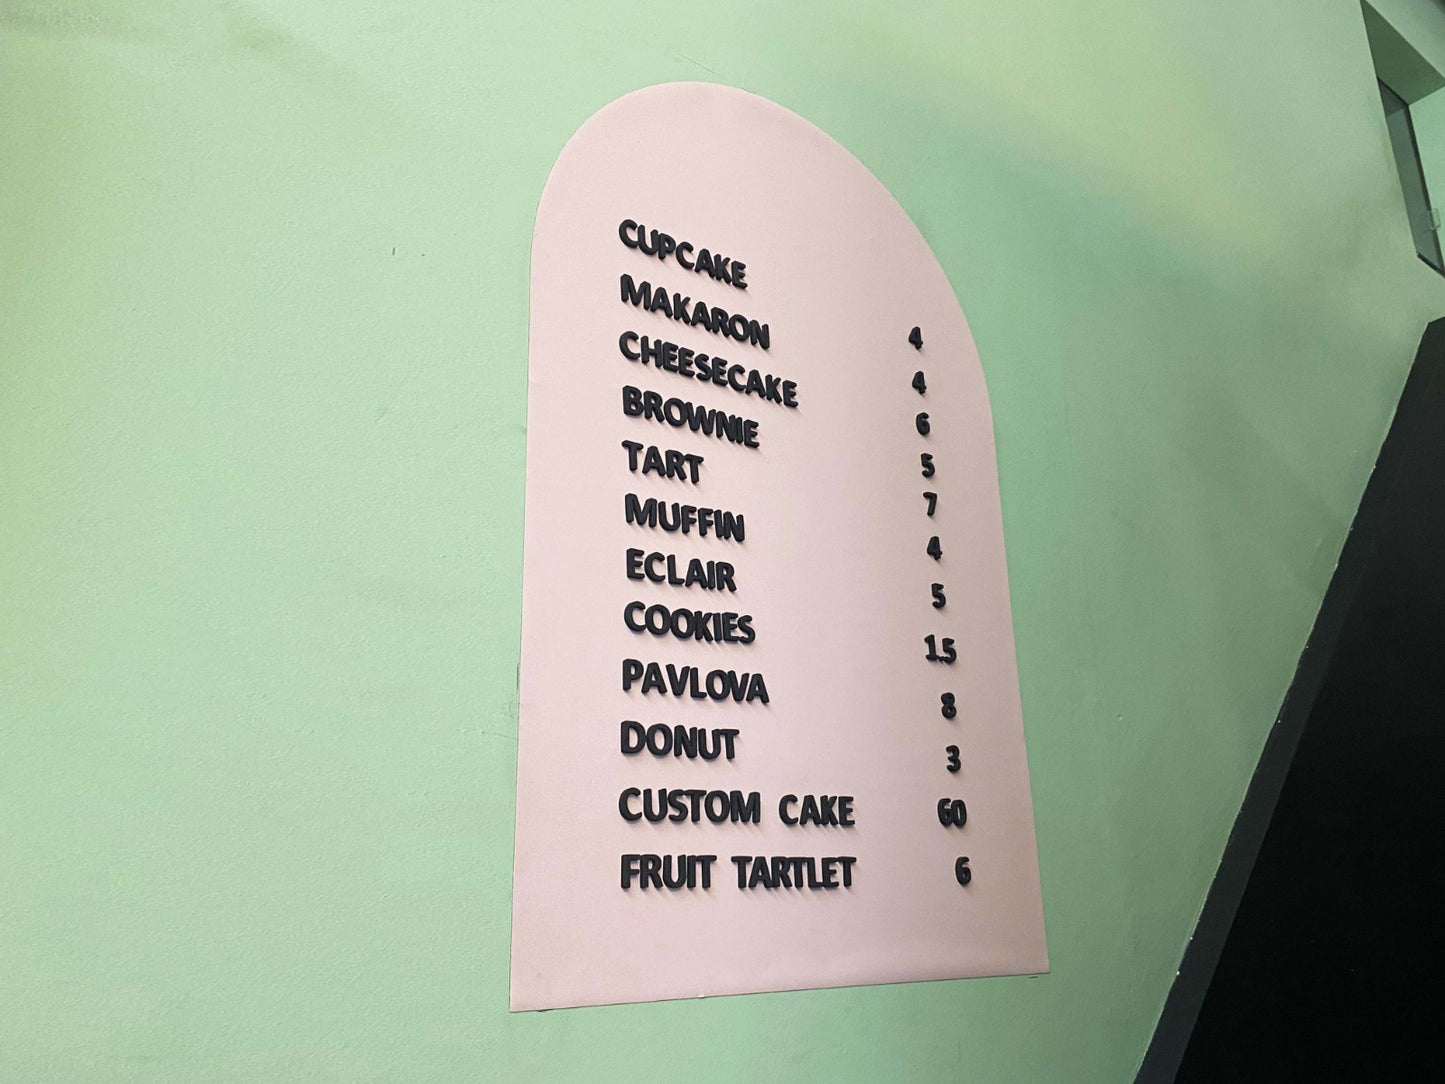 CUPCAKE 4
MAKARON 4
CHEESECAKE 6
BROWNIE 5
TART 7
MUFFIN 4
ECLAIR 5
COOKIES 1.5
PAVLOVA 8
DONUT 3
CUSTOM CAKE 60
FRUIT TARTLET 6